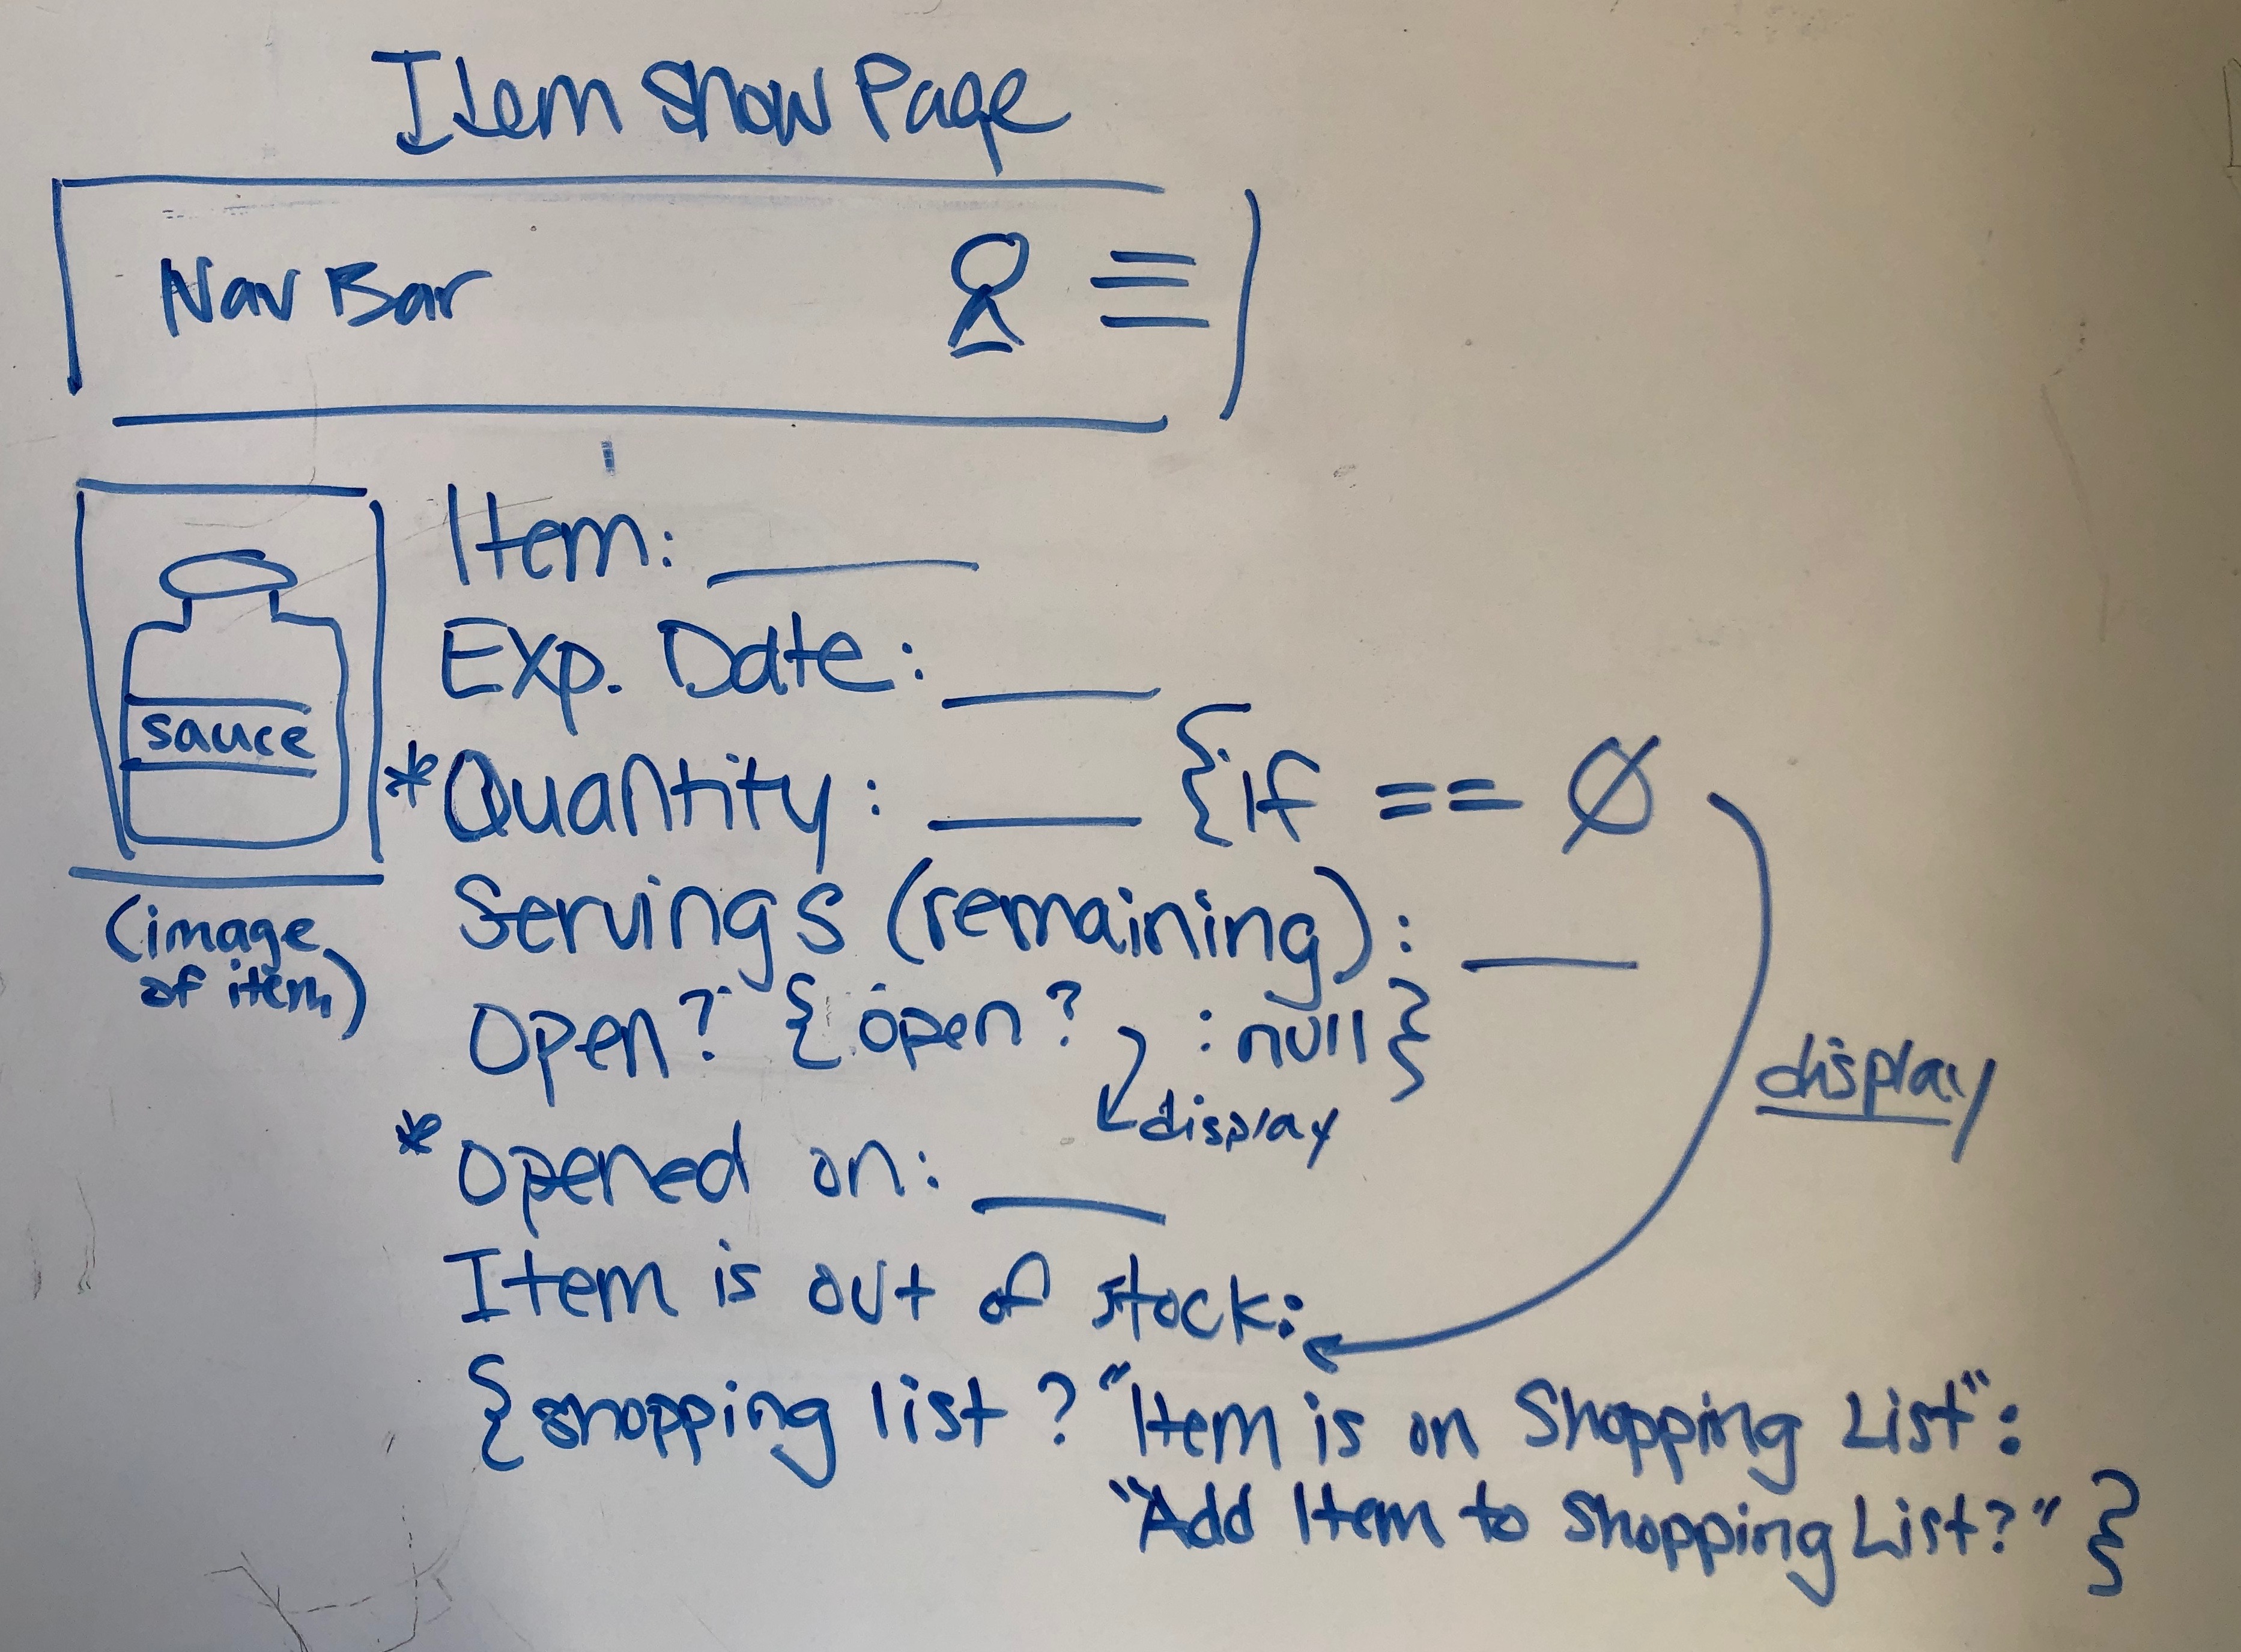 Item Show Page
Nav Bar
sauce
(image
of item)
Item: ____
Exp. Date: ____
*Quantity: ____ {if == Ø
Servings (remaining): ____
Open? {open? : null}
display
*Opened on: ____
display
Item is out of stock:
{shopping list ? "Item is on Shopping List":
"Add Item to Shopping List?" }